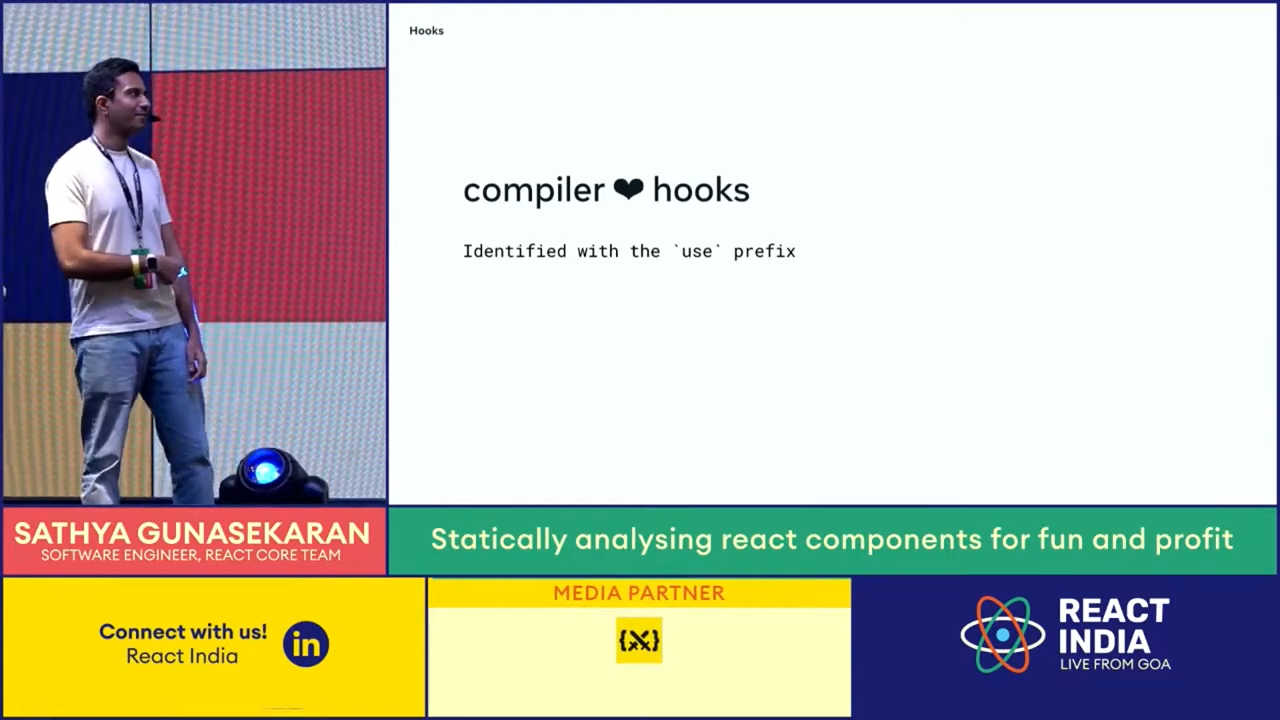 Hooks
compiler ❤ hooks
Identified with the `use` prefix
SATHYA GUNASEKARAN
SOFTWARE ENGINEER, REACT CORE TEAM
Statically analysing react components for fun and profit
Connect with us!
React India
in
MEDIA PARTNER
REACT
INDIA
LIVE FROM GOA